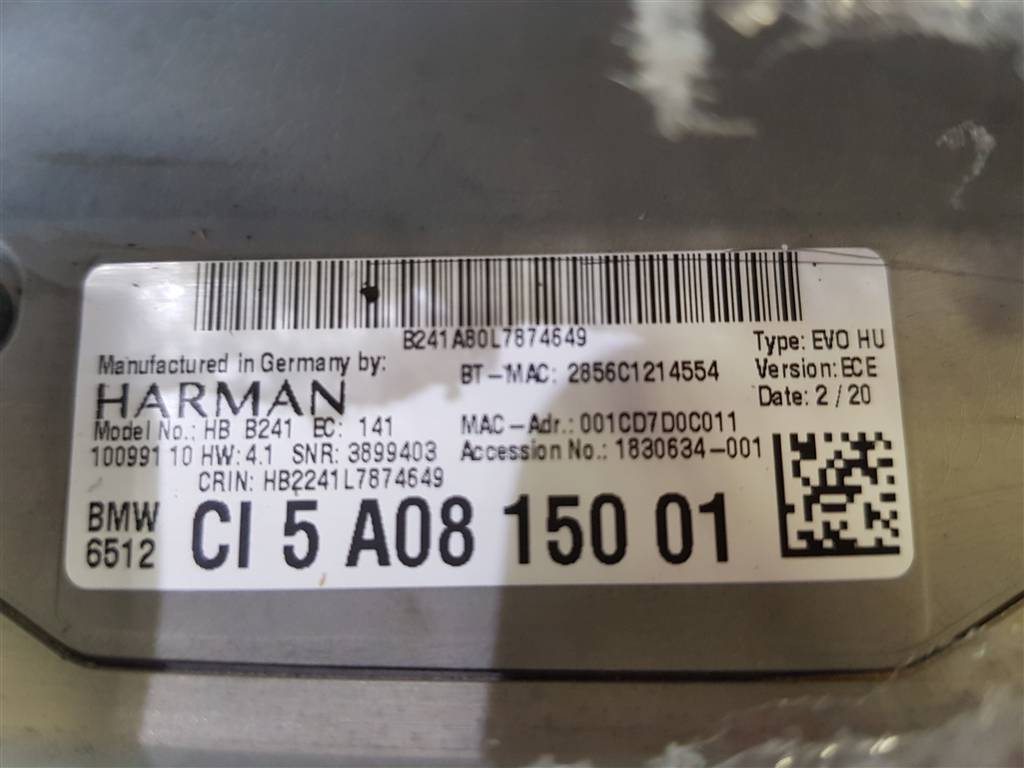 B241A80L7874649
Manufactured in Germany by:
HARMAN
Model No.: HB B241 EC: 141
10099110 HW: 4.1 SNR: 3899403
CRIN: HB2241L7874649
BT-MAC: 2856C1214554
MAC-Adr.: 001CD7D0C011
Accession No.: 1830634-001
Type: EVO HU
Version: ECE
Date: 2/20
BMW
6512
CI 5 A08 150 01